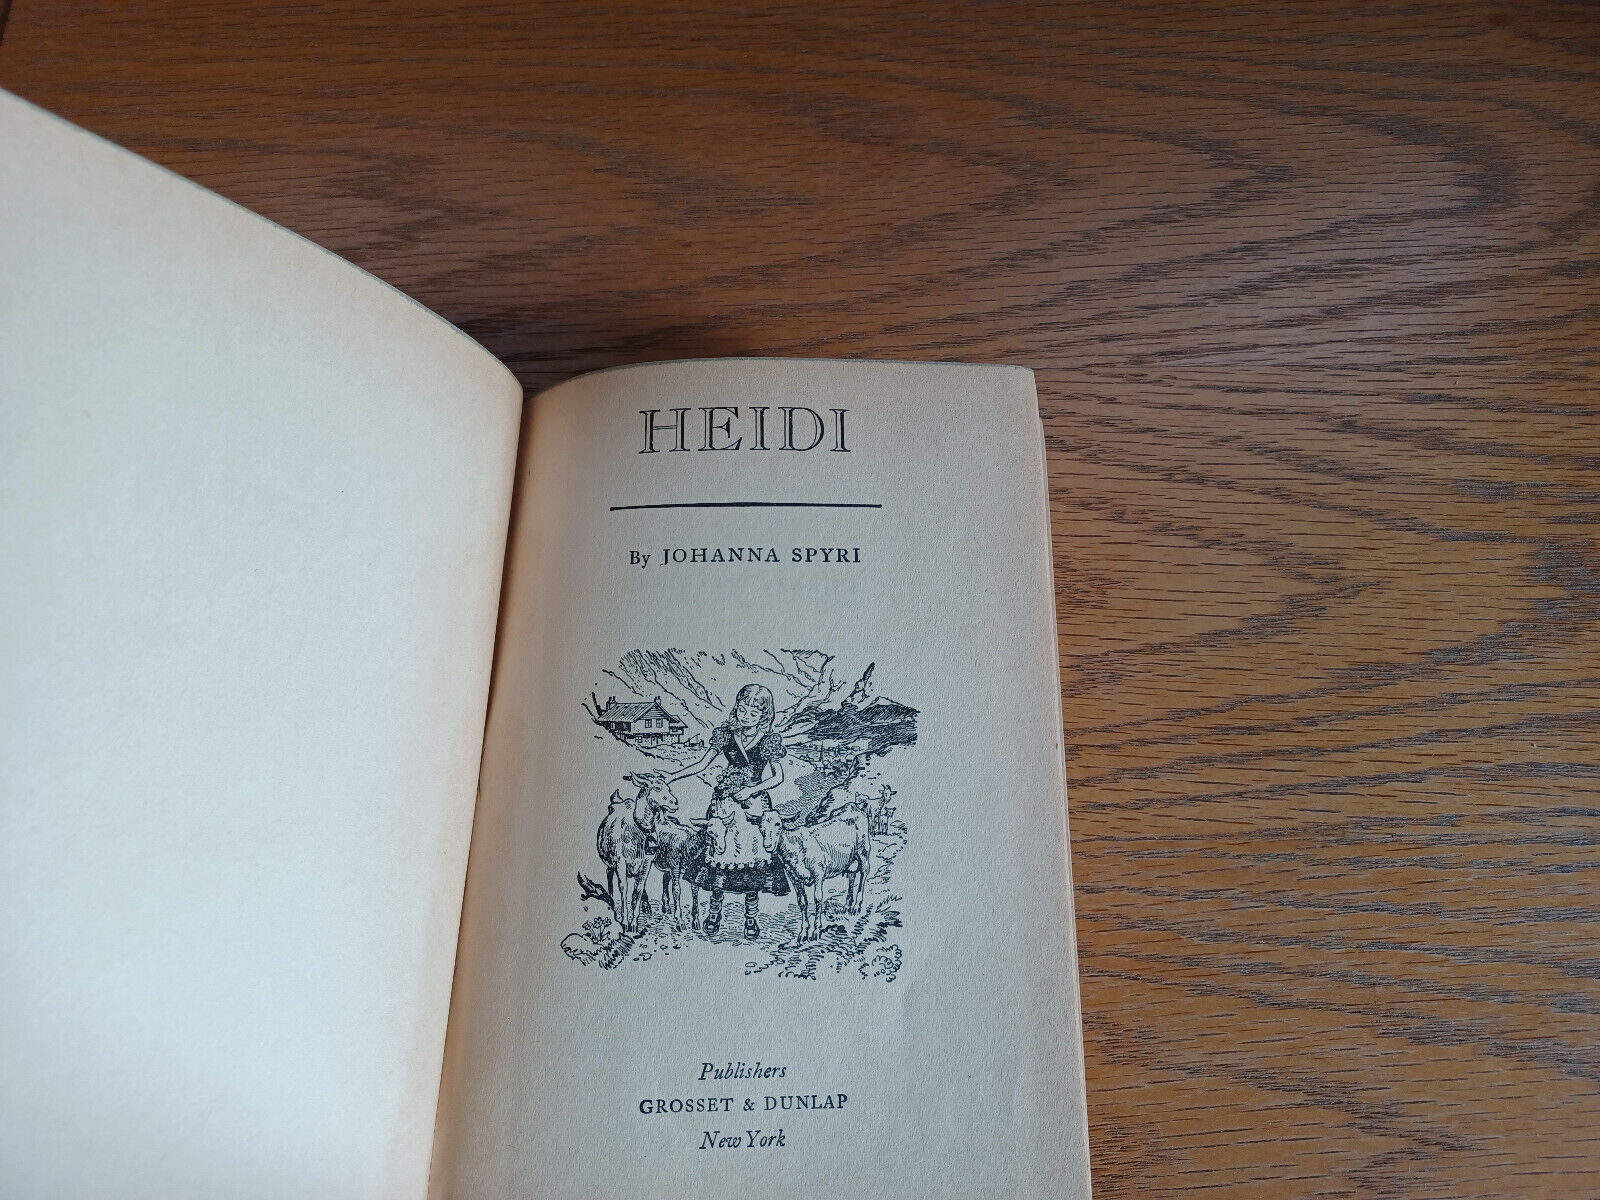 HEIDI
By JOHANNA SPYRI
Publishers
GROSSET & DUNLAP
New York